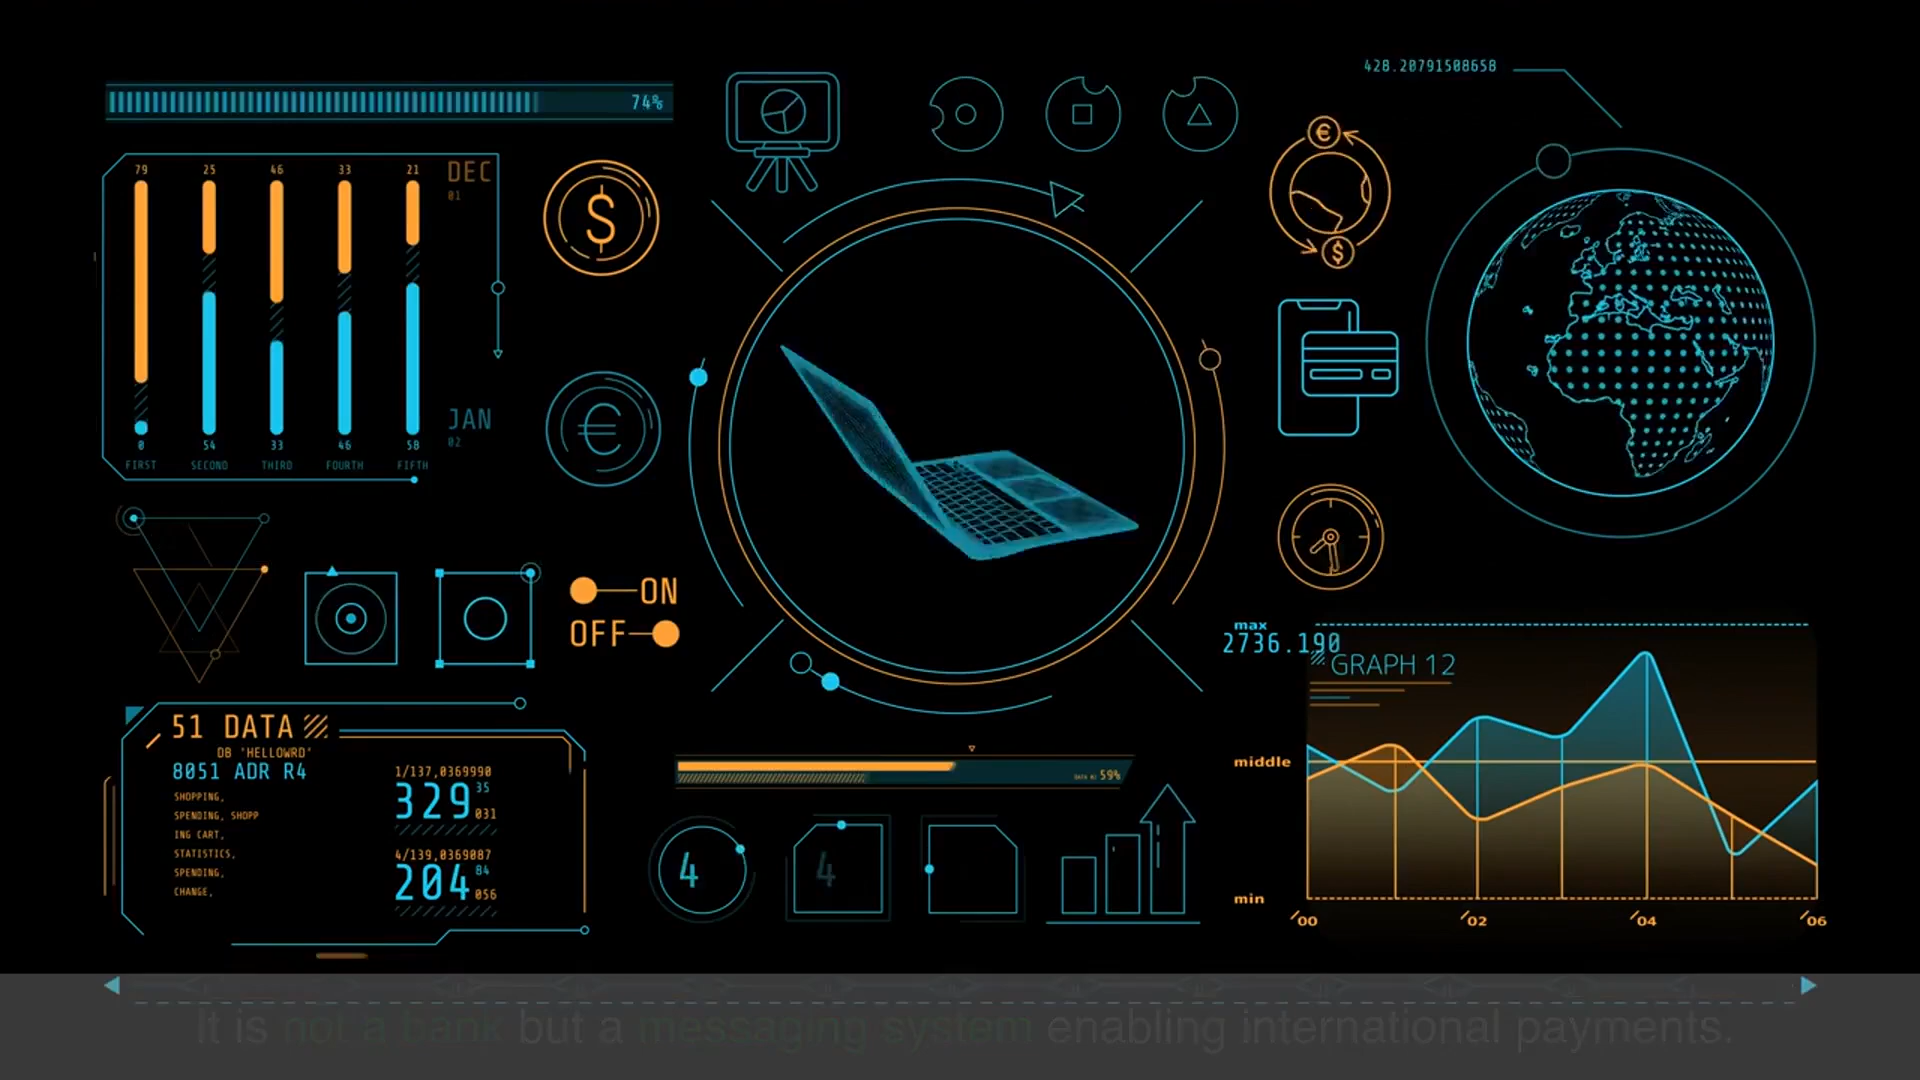 428.20791508658
74%
79 25 46 33 21
DEC
01
$
€
$
€
JAN
02
0 54 33 46 58
FIRST SECOND THIRD FOURTH FIFTH
ON
OFF
max
2736.190
GRAPH 12
middle
min
'00 '02 '04 '06
51 DATA
DB 'HELLOWRD'
8051 ADR R4
SHOPPING,
SPENDING, SHOPP
ING CART,
STATISTICS,
SPENDING,
CHANGE,
1/137,0369990
329 35
031
4/139,0369087
204 84
056
59%
4
4
It is not a bank but a messaging system enabling international payments.